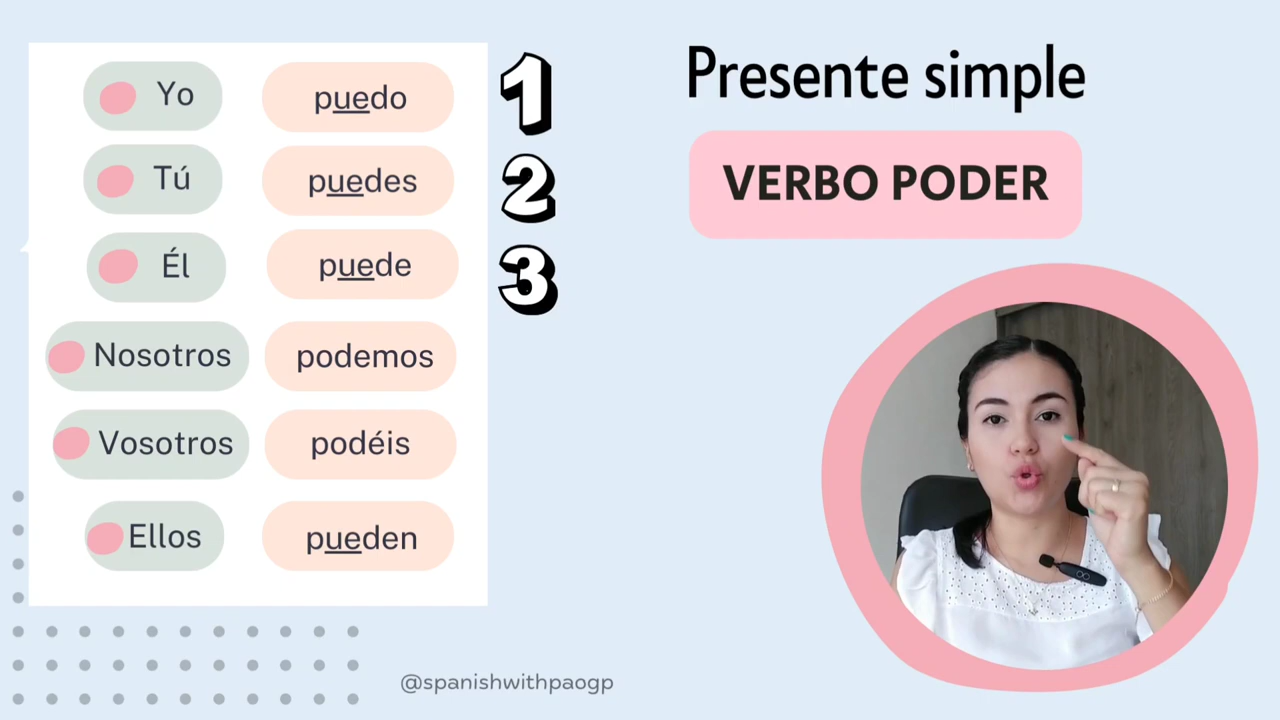 Presente simple
VERBO PODER
Yo puedo 1
Tú puedes 2
Él puede 3
Nosotros podemos
Vosotros podéis
Ellos pueden
@spanishwithpaogp